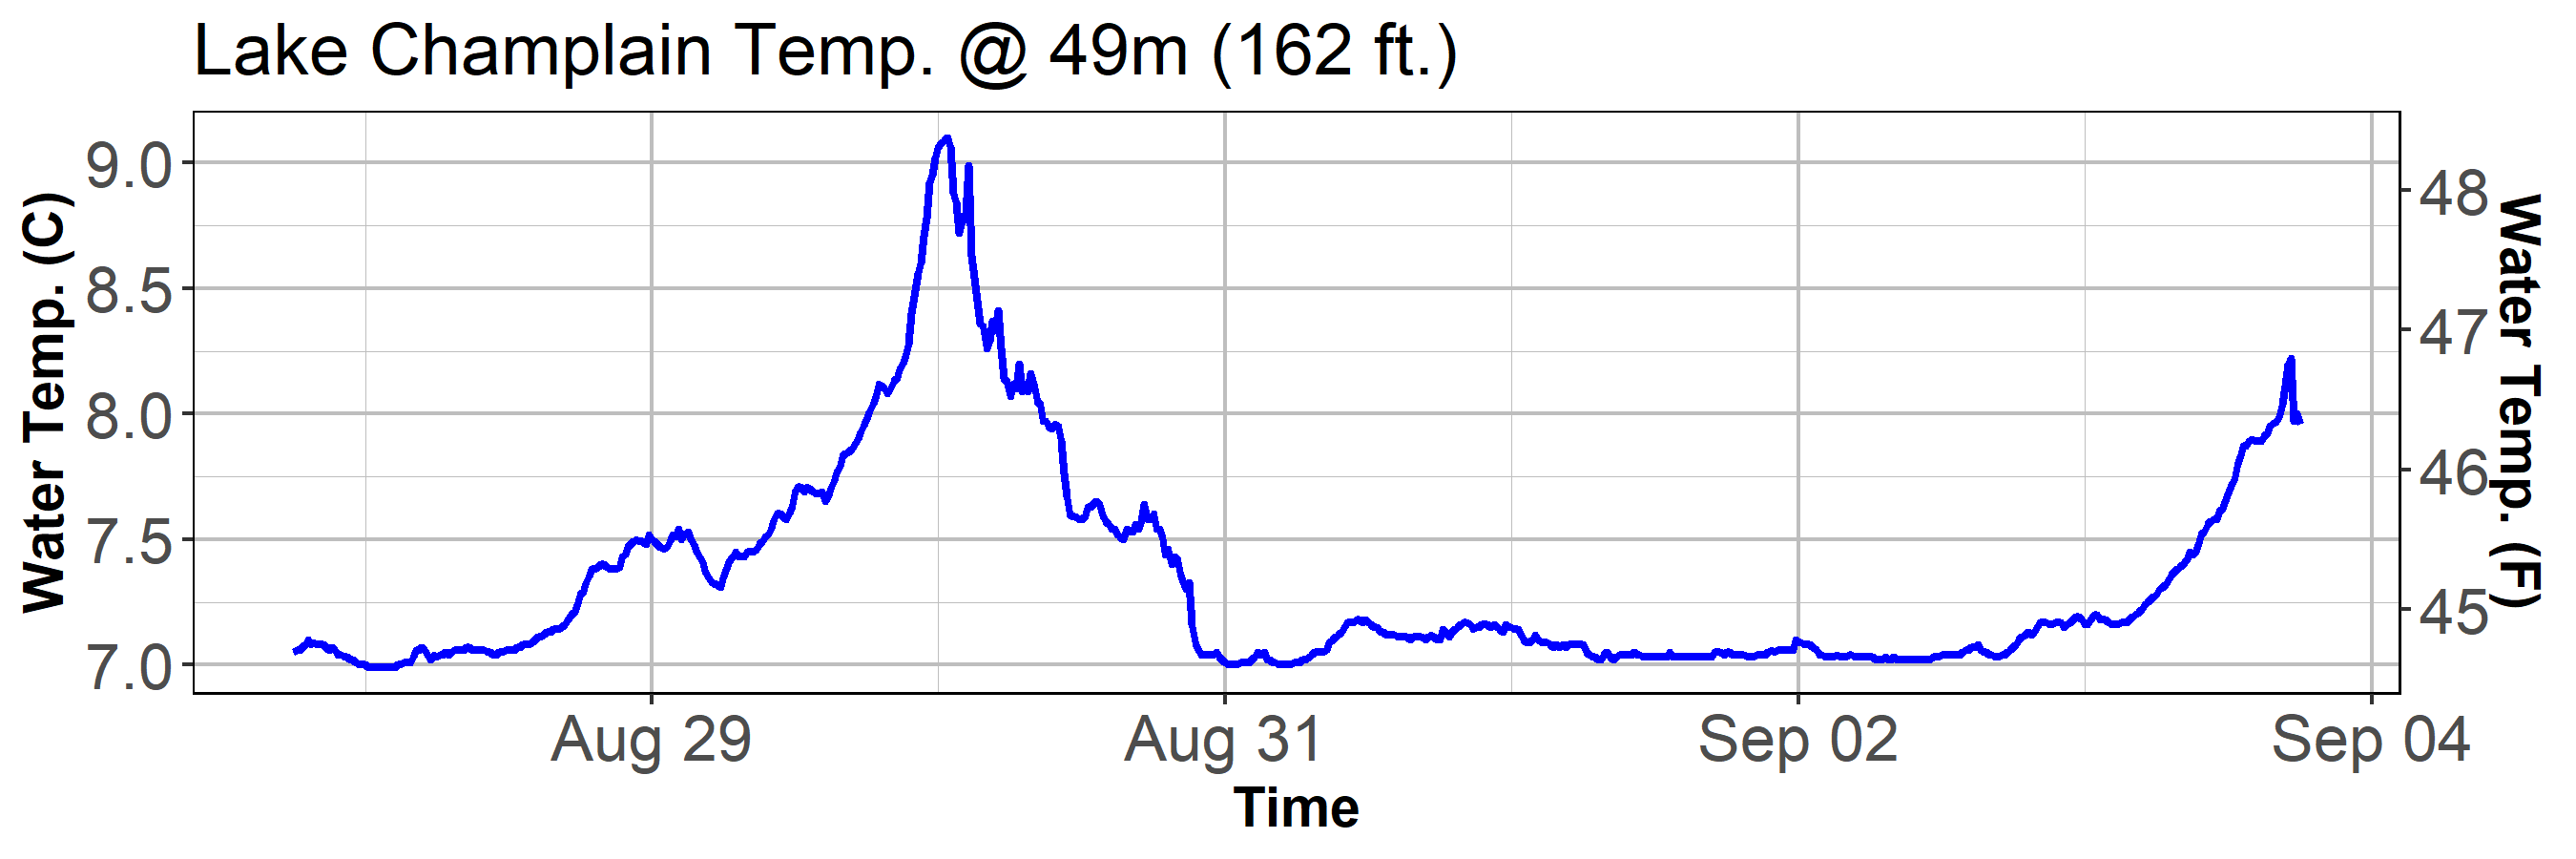 Lake Champlain Temp. @ 49m (162 ft.)
Water Temp. (C)
9.0
8.5
8.0
7.5
7.0
48
47
46
45
Water Temp. (F)
Aug 29
Aug 31
Sep 02
Sep 04
Time